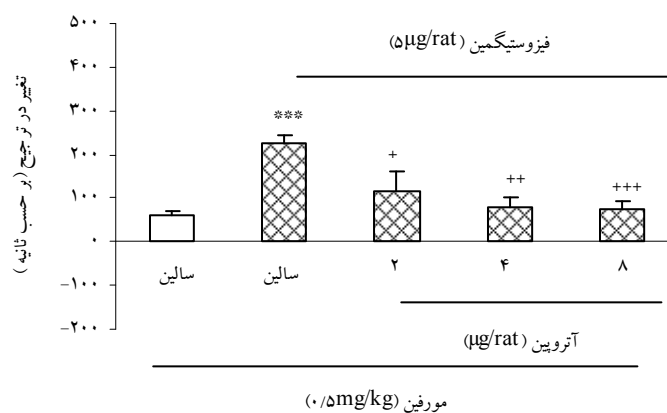 تغییر در ترجیح (بر حسب ثانیه)
۵۰۰
۴۰۰
۳۰۰
۲۰۰
۱۰۰
۰
−۱۰۰
−۲۰۰
فیزوستیگمین (۵µg/rat)
***
+
++
+++
سالین
سالین
۲
۴
۸
آتروپین (µg/rat)
مورفین (۰/۵mg/kg)